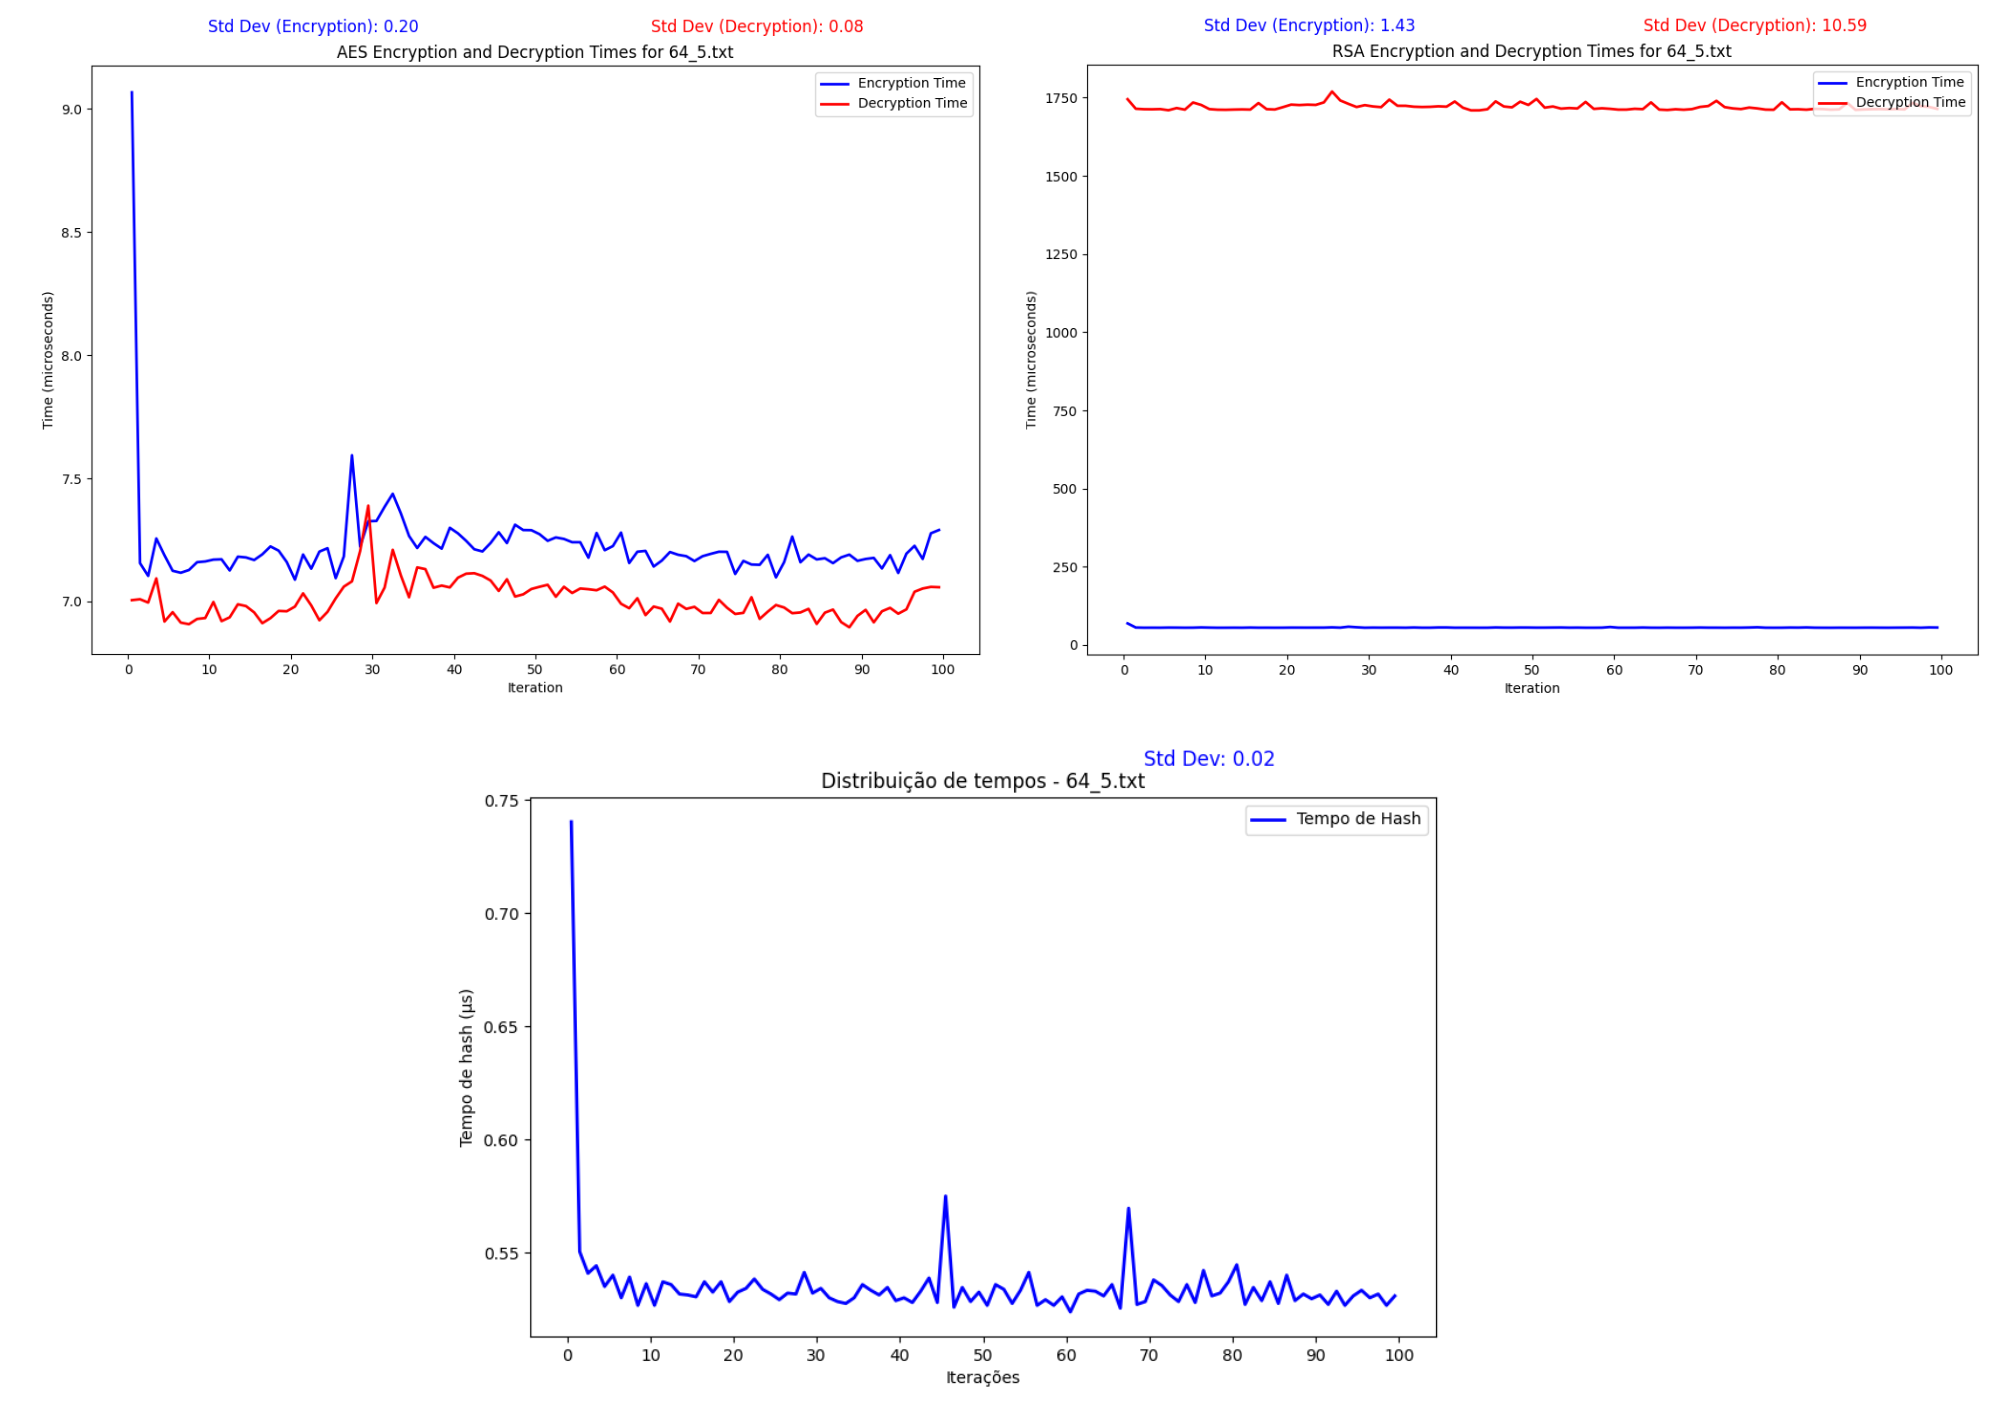 Std Dev (Encryption): 0.20
Std Dev (Decryption): 0.08
AES Encryption and Decryption Times for 64_5.txt
Encryption Time
Decryption Time
9.0
8.5
8.0
7.5
7.0
Time (microseconds)
0 10 20 30 40 50 60 70 80 90 100
Iteration
Std Dev (Encryption): 1.43
Std Dev (Decryption): 10.59
RSA Encryption and Decryption Times for 64_5.txt
Encryption Time
Decryption Time
1750
1500
1250
1000
750
500
250
0
Time (microseconds)
0 10 20 30 40 50 60 70 80 90 100
Iteration
Std Dev: 0.02
Distribuição de tempos - 64_5.txt
Tempo de Hash
0.75
0.70
0.65
0.60
0.55
Tempo de hash (µs)
0 10 20 30 40 50 60 70 80 90 100
Iterações